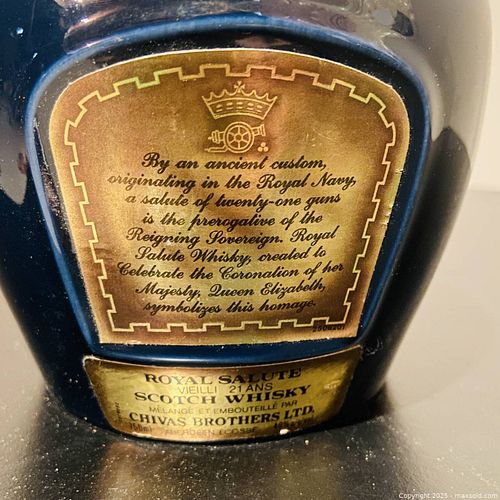 By an ancient custom,
originating in the Royal Navy,
a salute of twenty-one guns
is the prerogative of the
Reigning Sovereign. Royal
Salute Whisky, created to
Celebrate the Coronation of her
Majesty, Queen Elizabeth,
symbolizes this homage.
ROYAL SALUTE
VIEILLI 21 ANS
SCOTCH WHISKY
MÉLANGÉ ET EMBOUTEILLÉ PAR
CHIVAS BROTHERS LTD.
750ml ABERDEEN ECOSSE
Copyright 2025 - maxsold.com